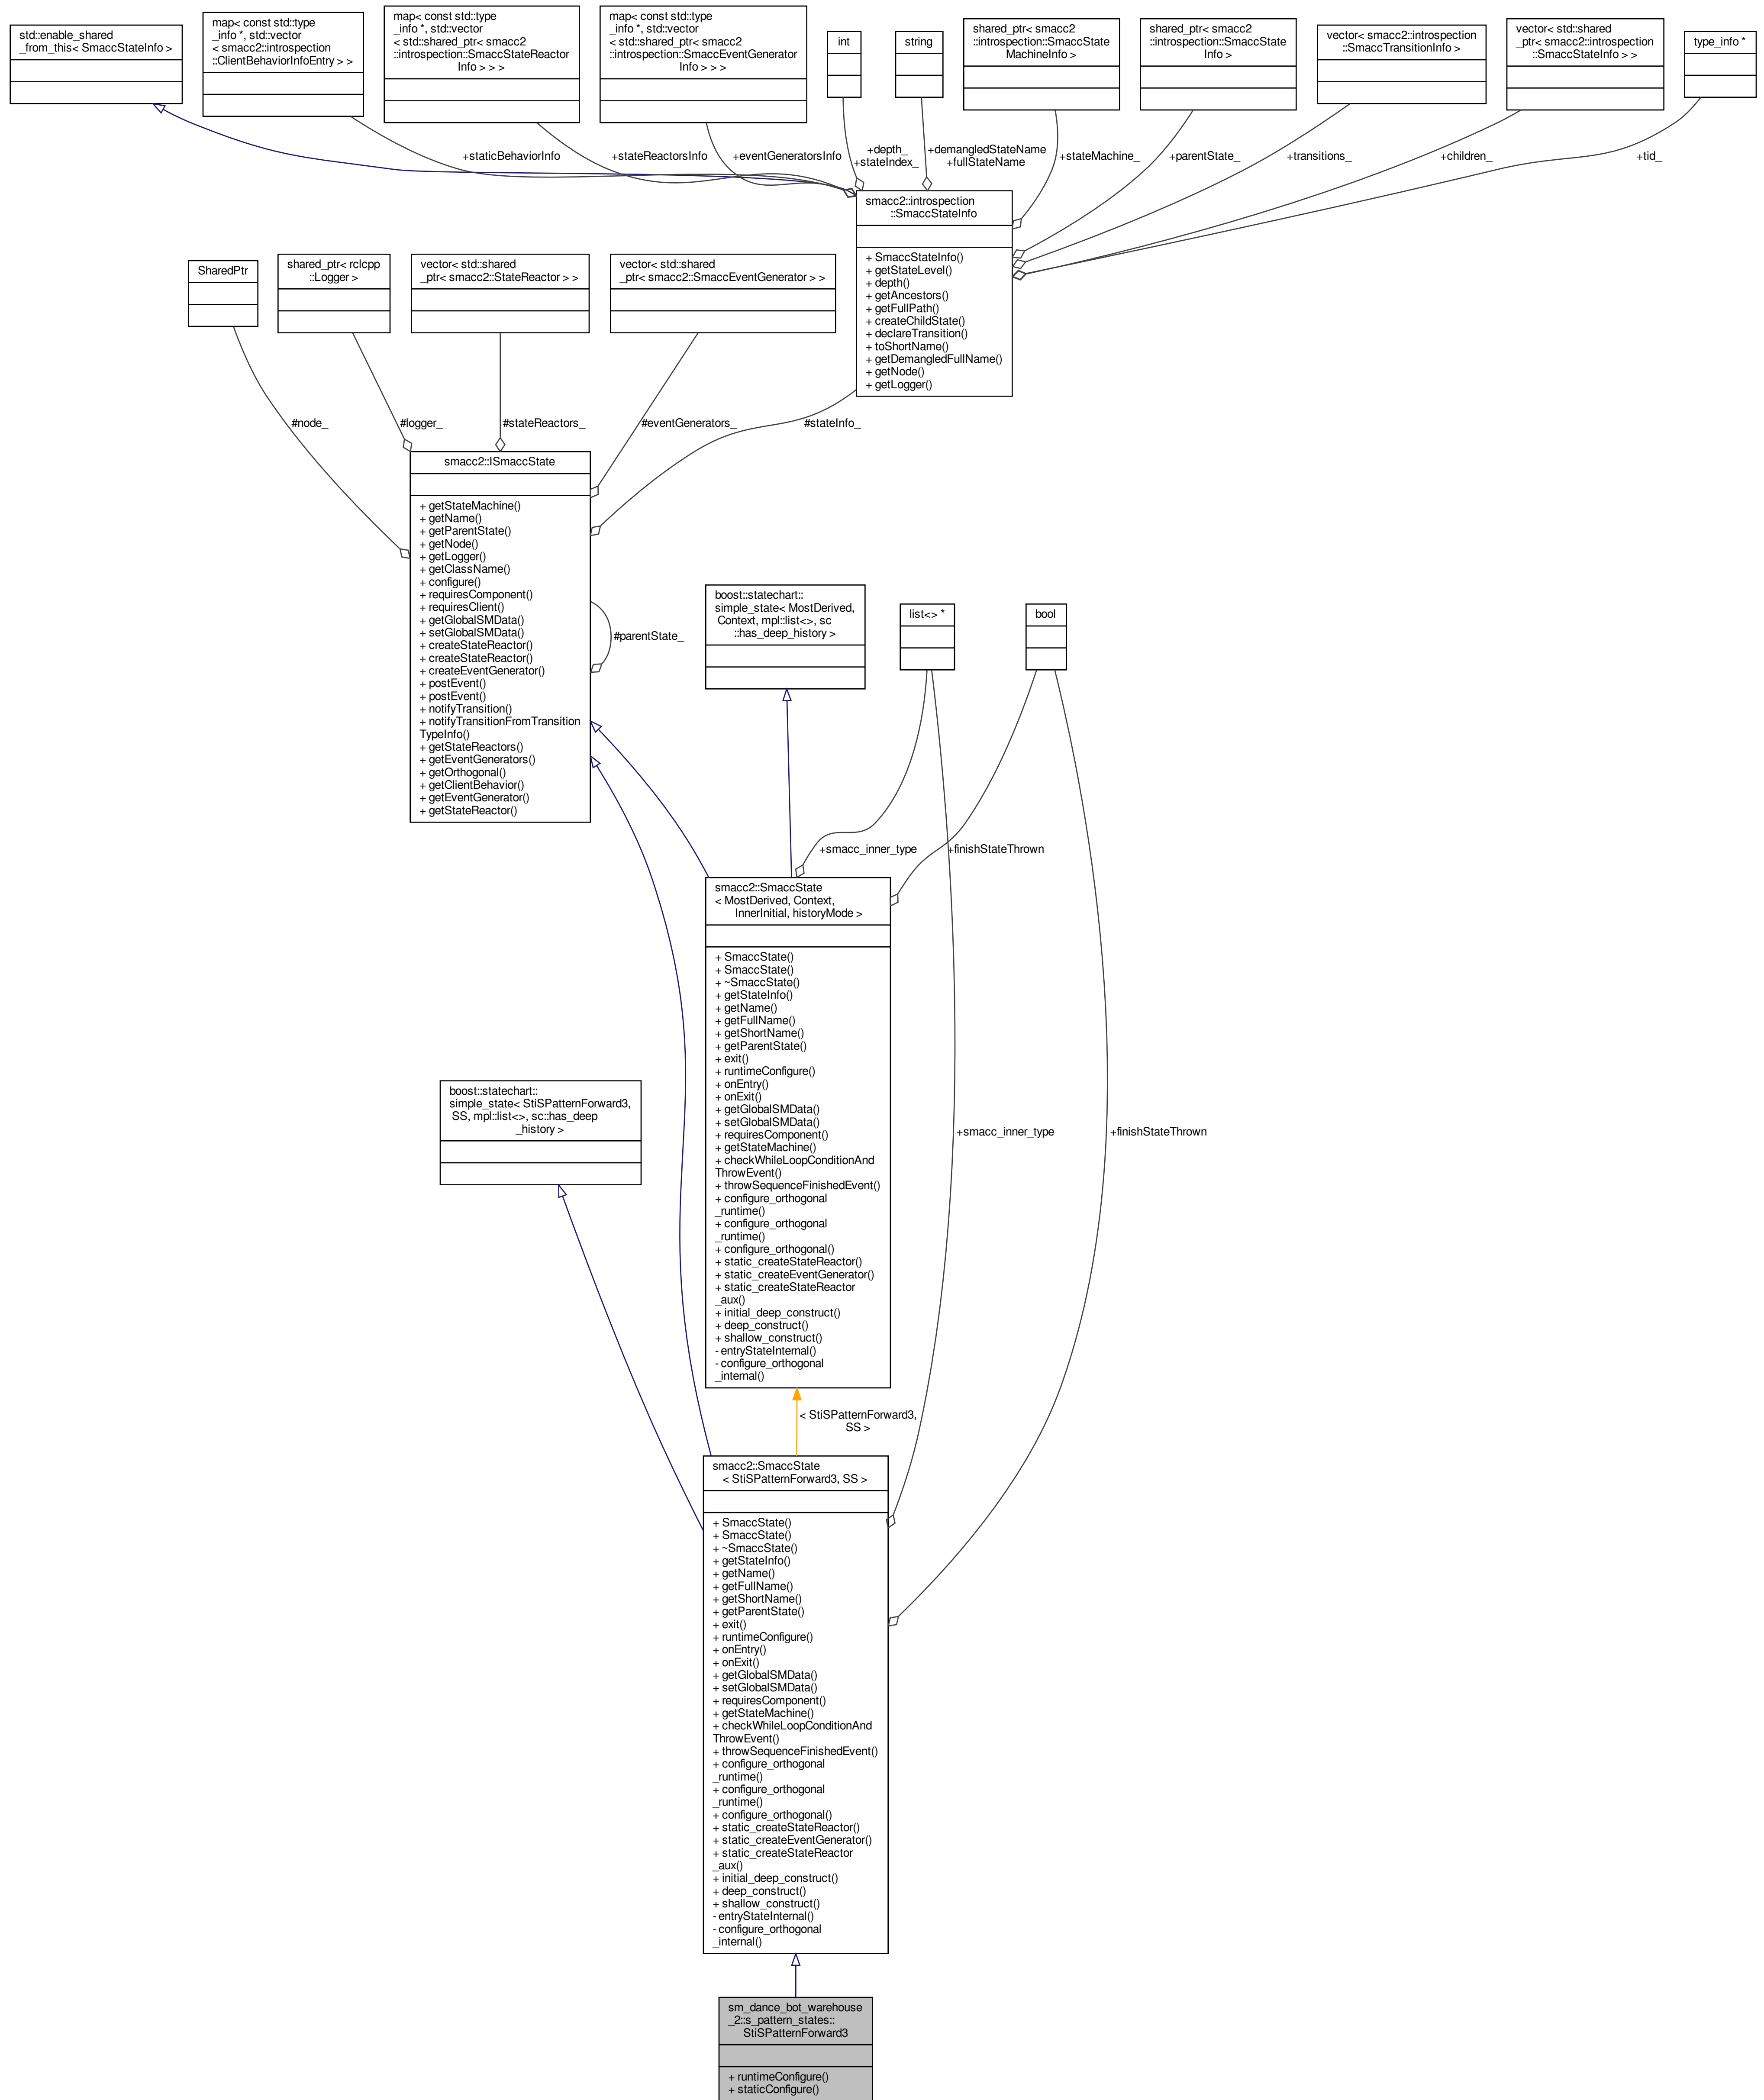 std::enable_shared
_from_this< SmaccStateInfo >
map< const std::type
_info *, std::vector
< smacc2::introspection
::ClientBehaviorInfoEntry > >
map< const std::type
_info *, std::vector
< std::shared_ptr< smacc2
::introspection::SmaccStateReactor
Info > > >
map< const std::type
_info *, std::vector
< std::shared_ptr< smacc2
::introspection::SmaccEventGenerator
Info > > >
int
string
shared_ptr< smacc2
::introspection::SmaccState
MachineInfo >
shared_ptr< smacc2
::introspection::SmaccState
Info >
vector< smacc2::introspection
::SmaccTransitionInfo >
vector< std::shared
_ptr< smacc2::introspection
::SmaccStateInfo > >
type_info *
+staticBehaviorInfo
+stateReactorsInfo
+eventGeneratorsInfo
+depth_
+stateIndex_
+demangledStateName
+fullStateName
+stateMachine_
+parentState_
+transitions_
+children_
+tid_
smacc2::introspection
::SmaccStateInfo
+ SmaccStateInfo()
+ getStateLevel()
+ depth()
+ getAncestors()
+ getFullPath()
+ createChildState()
+ declareTransition()
+ toShortName()
+ getDemangledFullName()
+ getNode()
+ getLogger()
SharedPtr
shared_ptr< rclcpp
::Logger >
vector< std::shared
_ptr< smacc2::StateReactor > >
vector< std::shared
_ptr< smacc2::SmaccEventGenerator > >
#node_
#logger_
#stateReactors_
#eventGenerators_
#stateInfo_
smacc2::ISmaccState
+ getStateMachine()
+ getName()
+ getParentState()
+ getNode()
+ getLogger()
+ getClassName()
+ configure()
+ requiresComponent()
+ requiresClient()
+ getGlobalSMData()
+ setGlobalSMData()
+ createStateReactor()
+ createStateReactor()
+ createEventGenerator()
+ postEvent()
+ postEvent()
+ notifyTransition()
+ notifyTransitionFromTransition
TypeInfo()
+ getStateReactors()
+ getEventGenerators()
+ getOrthogonal()
+ getClientBehavior()
+ getEventGenerator()
+ getStateReactor()
#parentState_
boost::statechart::
simple_state< MostDerived,
Context, mpl::list<>, sc
::has_deep_history >
list<> *
bool
+smacc_inner_type
+finishStateThrown
smacc2::SmaccState
< MostDerived, Context,
InnerInitial, historyMode >
+ SmaccState()
+ SmaccState()
+ ~SmaccState()
+ getStateInfo()
+ getName()
+ getFullName()
+ getShortName()
+ getParentState()
+ exit()
+ runtimeConfigure()
+ onEntry()
+ onExit()
+ getGlobalSMData()
+ setGlobalSMData()
+ requiresComponent()
+ getStateMachine()
+ checkWhileLoopConditionAnd
ThrowEvent()
+ throwSequenceFinishedEvent()
+ configure_orthogonal
_runtime()
+ configure_orthogonal
_runtime()
+ configure_orthogonal()
+ static_createStateReactor()
+ static_createEventGenerator()
+ static_createStateReactor
_aux()
+ initial_deep_construct()
+ deep_construct()
+ shallow_construct()
- entryStateInternal()
- configure_orthogonal
_internal()
boost::statechart::
simple_state< StiSPatternForward3,
SS, mpl::list<>, sc::has_deep
_history >
+smacc_inner_type
+finishStateThrown
< StiSPatternForward3,
SS >
smacc2::SmaccState
< StiSPatternForward3, SS >
+ SmaccState()
+ SmaccState()
+ ~SmaccState()
+ getStateInfo()
+ getName()
+ getFullName()
+ getShortName()
+ getParentState()
+ exit()
+ runtimeConfigure()
+ onEntry()
+ onExit()
+ getGlobalSMData()
+ setGlobalSMData()
+ requiresComponent()
+ getStateMachine()
+ checkWhileLoopConditionAnd
ThrowEvent()
+ throwSequenceFinishedEvent()
+ configure_orthogonal
_runtime()
+ configure_orthogonal
_runtime()
+ configure_orthogonal()
+ static_createStateReactor()
+ static_createEventGenerator()
+ static_createStateReactor
_aux()
+ initial_deep_construct()
+ deep_construct()
+ shallow_construct()
- entryStateInternal()
- configure_orthogonal
_internal()
sm_dance_bot_warehouse
_2::s_pattern_states::
StiSPatternForward3
+ runtimeConfigure()
+ staticConfigure()